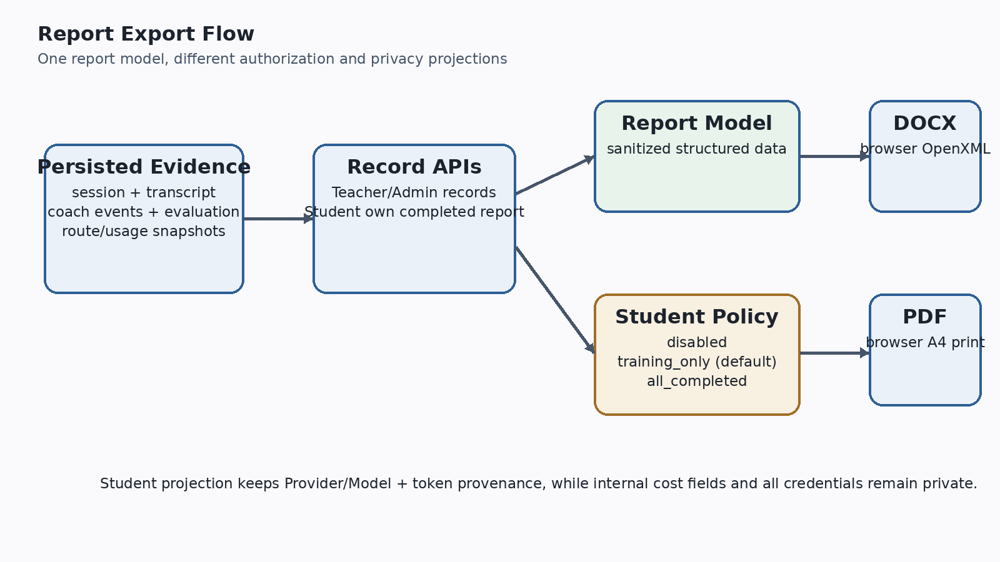 Report Export Flow
One report model, different authorization and privacy projections
Persisted Evidence
session + transcript
coach events + evaluation
route/usage snapshots
Record APIs
Teacher/Admin records
Student own completed report
Report Model
sanitized structured data
DOCX
browser OpenXML
Student Policy
disabled
training_only (default)
all_completed
PDF
browser A4 print
Student projection keeps Provider/Model + token provenance, while internal cost fields and all credentials remain private.